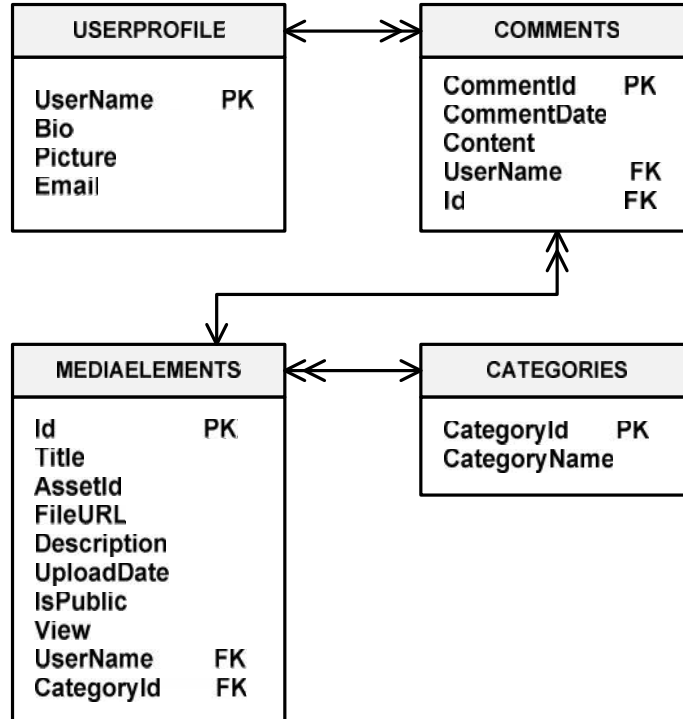 USERPROFILE
UserName PK
Bio
Picture
Email
COMMENTS
CommentId PK
CommentDate
Content
UserName FK
Id FK
MEDIAELEMENTS
Id PK
Title
AssetId
FileURL
Description
UploadDate
IsPublic
View
UserName FK
CategoryId FK
CATEGORIES
CategoryId PK
CategoryName